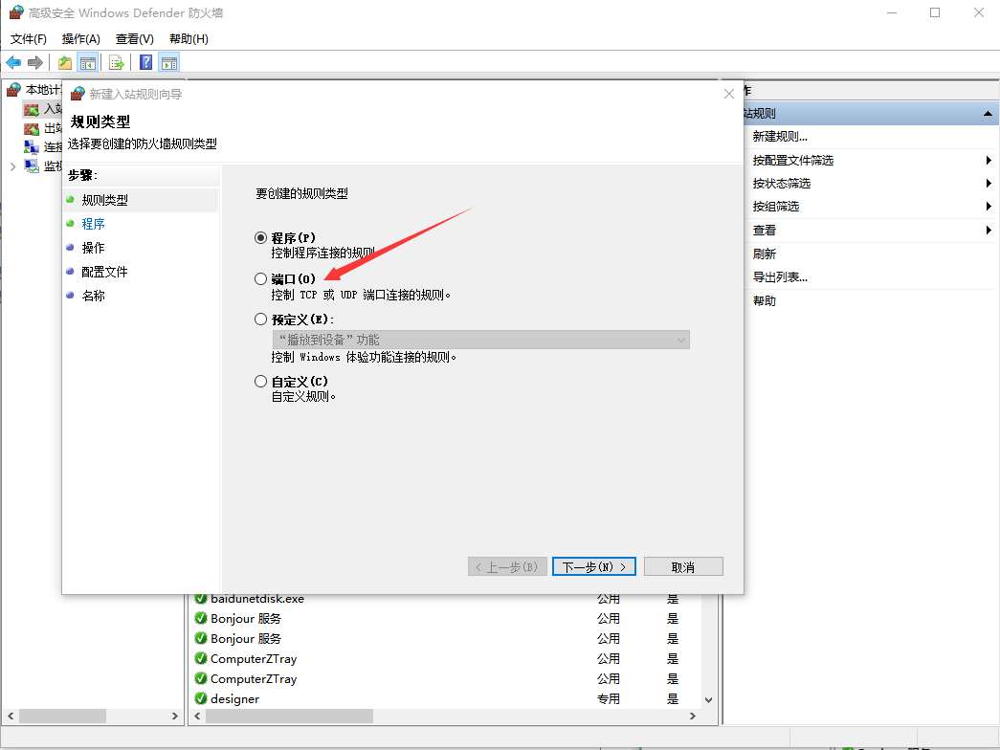 高级安全 Windows Defender 防火墙
文件(F) 操作(A) 查看(V) 帮助(H)
本地计
入站
出站
连接
监视
新建入站规则向导
规则类型
选择要创建的防火墙规则类型
步骤:
规则类型
程序
操作
配置文件
名称
要创建的规则类型
程序(P)
控制程序连接的规则
端口(O)
控制 TCP 或 UDP 端口连接的规则。
预定义(E):
“播放到设备”功能
控制 Windows 体验功能连接的规则。
自定义(C)
自定义规则。
< 上一步(B) 下一步(N) > 取消
作
站规则
新建规则...
按配置文件筛选
按状态筛选
按组筛选
查看
刷新
导出列表...
帮助
baidunetdisk.exe 公用 是
Bonjour 服务 公用 是
Bonjour 服务 公用 是
ComputerZTray 公用 是
ComputerZTray 公用 是
designer 专用 是